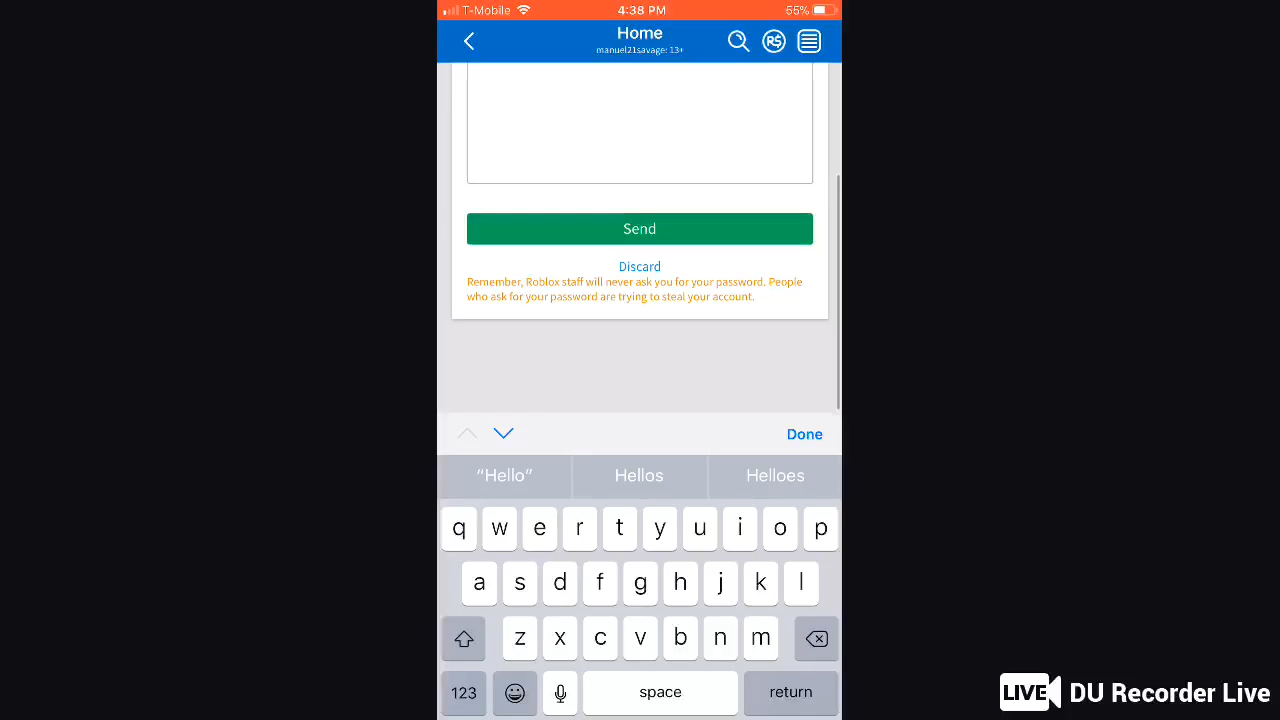 T-Mobile 4:38 PM 55%
Home
manuel21savage: 13+
R$
Send
Discard
Remember, Roblox staff will never ask you for your password. People
who ask for your password are trying to steal your account.
Done
“Hello” Hellos Helloes
q w e r t y u i o p
a s d f g h j k l
z x c v b n m
123 space return
LIVE DU Recorder Live